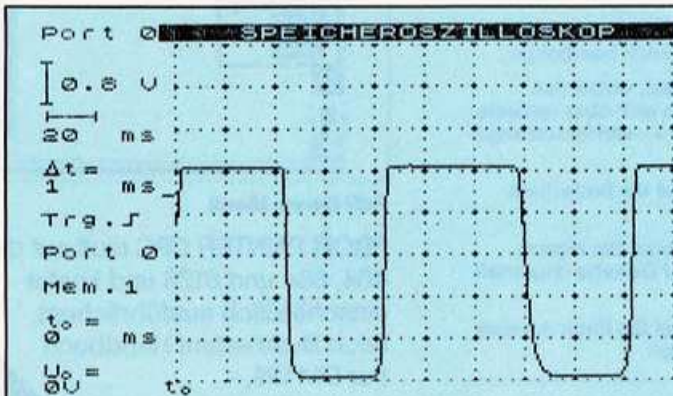 Port 0 SPEICHEROSZILLOSKOP
0.8 V
20 ms
Δt=
1 ms
Trg.
Port 0
Mem.1
t₀ =
0 ms
U₀ =
0V t₀